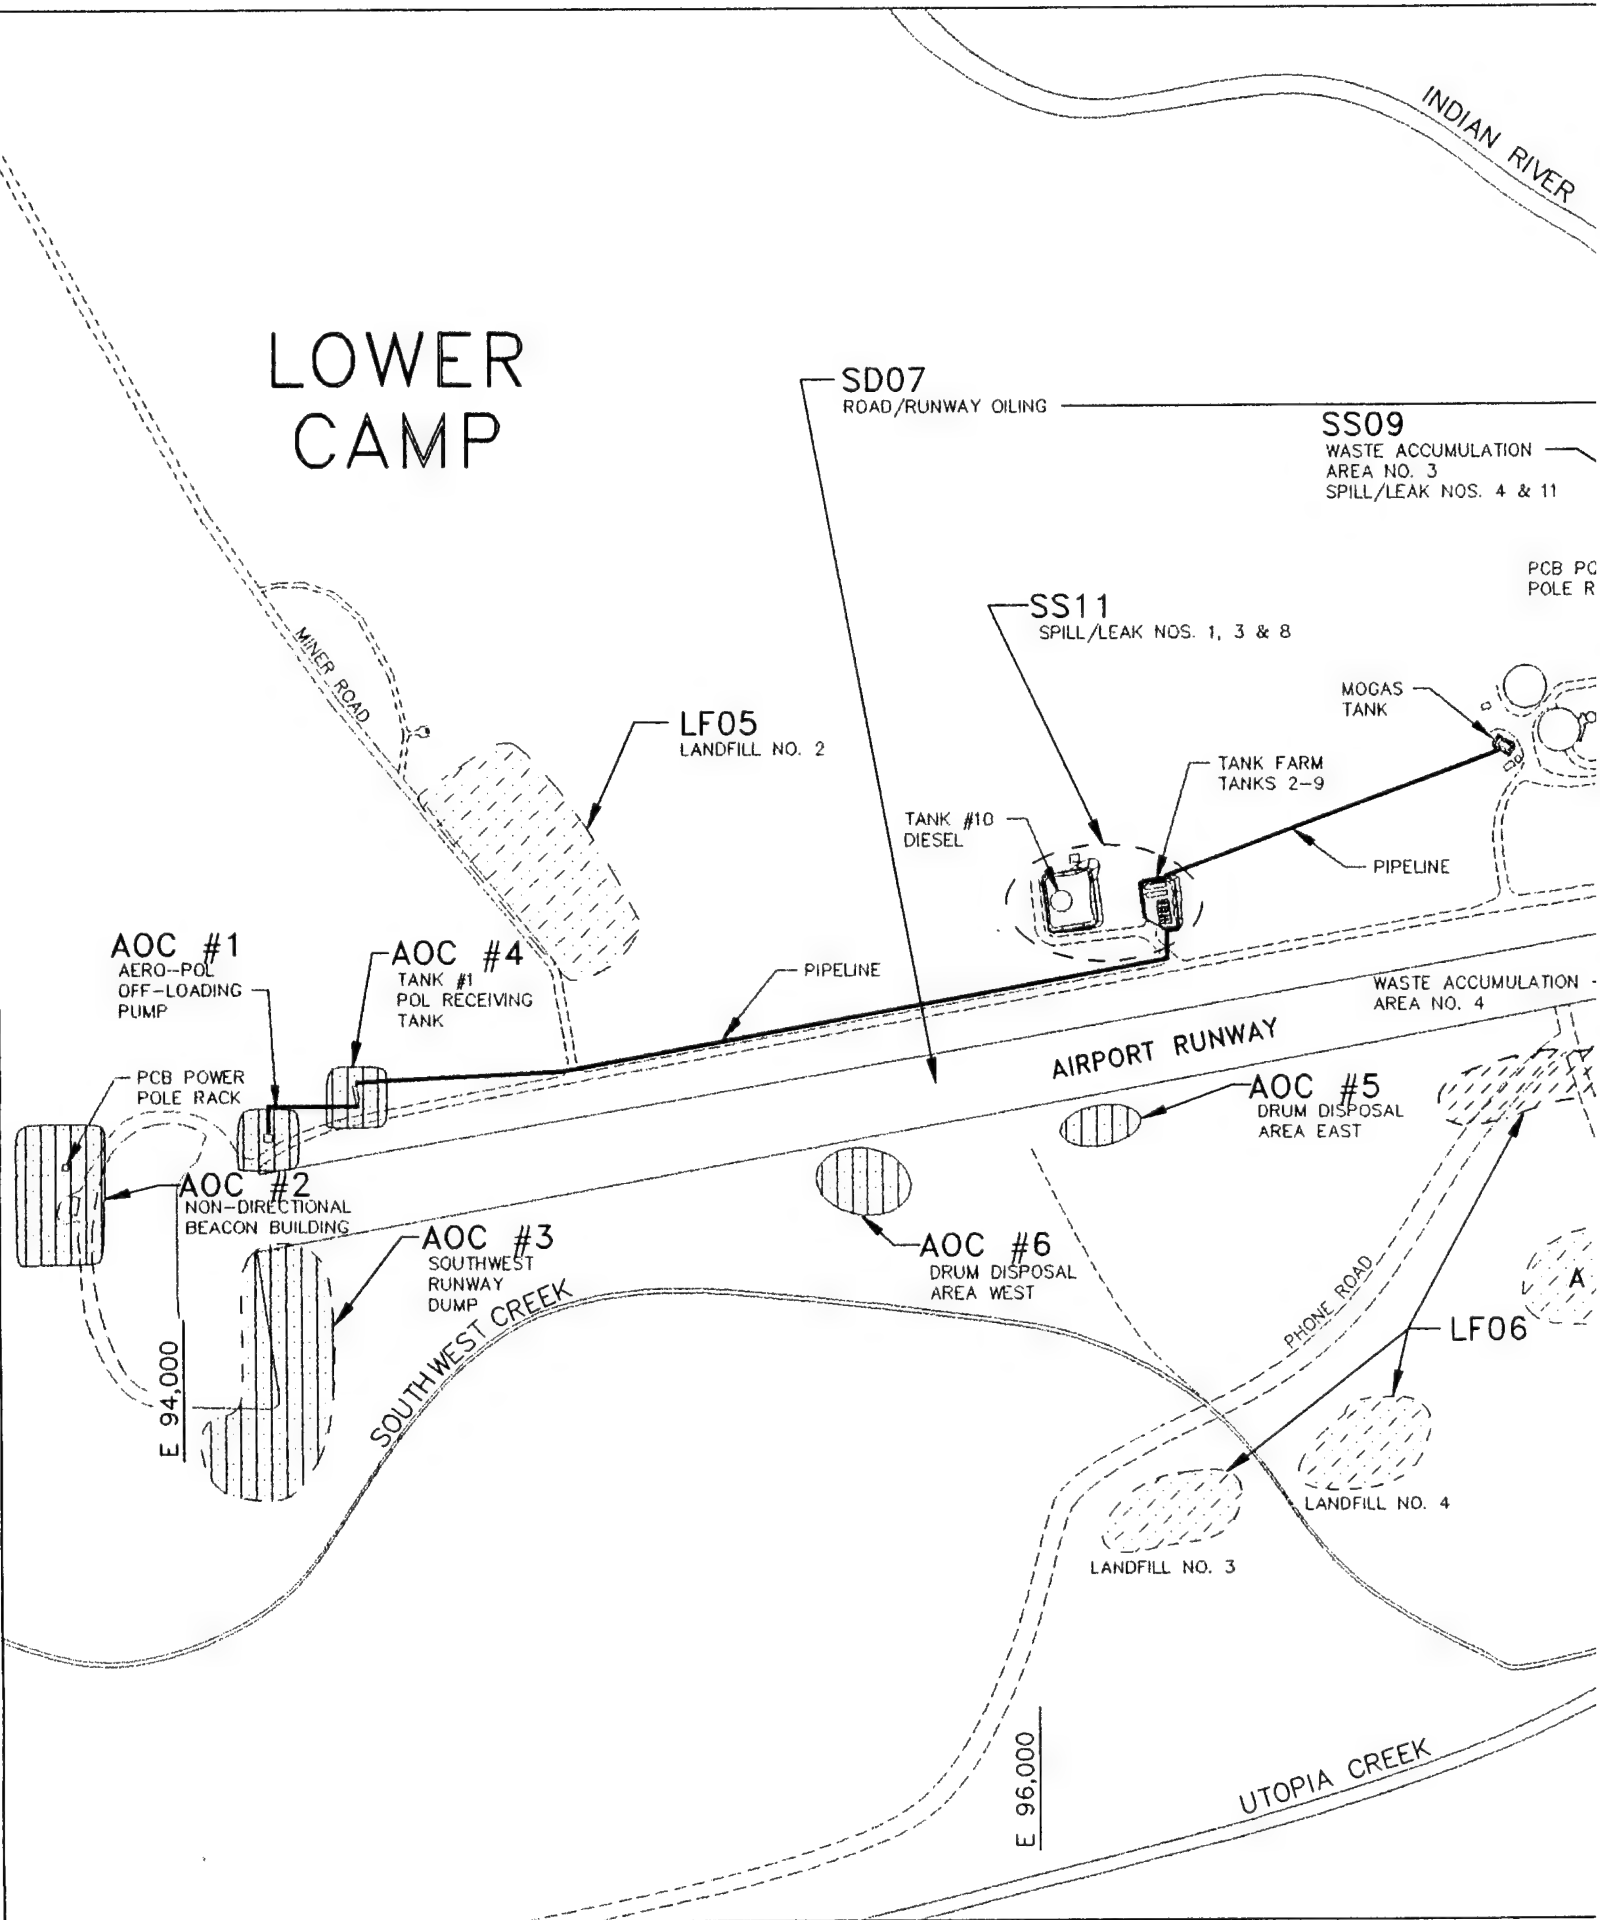 INDIAN RIVER
LOWER
CAMP
SD07
ROAD/RUNWAY OILING
SS09
WASTE ACCUMULATION
AREA NO. 3
SPILL/LEAK NOS. 4 & 11
PCB
POLE
SS11
SPILL/LEAK NOS. 1, 3 & 8
MINER ROAD
MOGAS
TANK
LF05
LANDFILL NO. 2
TANK FARM
TANKS 2-9
TANK #10
DIESEL
PIPELINE
AOC #1
AERO-POL
OFF-LOADING
PUMP
AOC #4
TANK #1
POL RECEIVING
TANK
PIPELINE
WASTE ACCUMULATION
AREA NO. 4
AIRPORT RUNWAY
PCB POWER
POLE RACK
AOC #5
DRUM DISPOSAL
AREA EAST
AOC #2
NON-DIRECTIONAL
BEACON BUILDING
AOC #3
SOUTHWEST
RUNWAY
DUMP
AOC #6
DRUM DISPOSAL
AREA WEST
A
PHONE ROAD
LF06
SOUTHWEST CREEK
E 94,000
LANDFILL NO. 4
LANDFILL NO. 3
E 96,000
UTOPIA CREEK